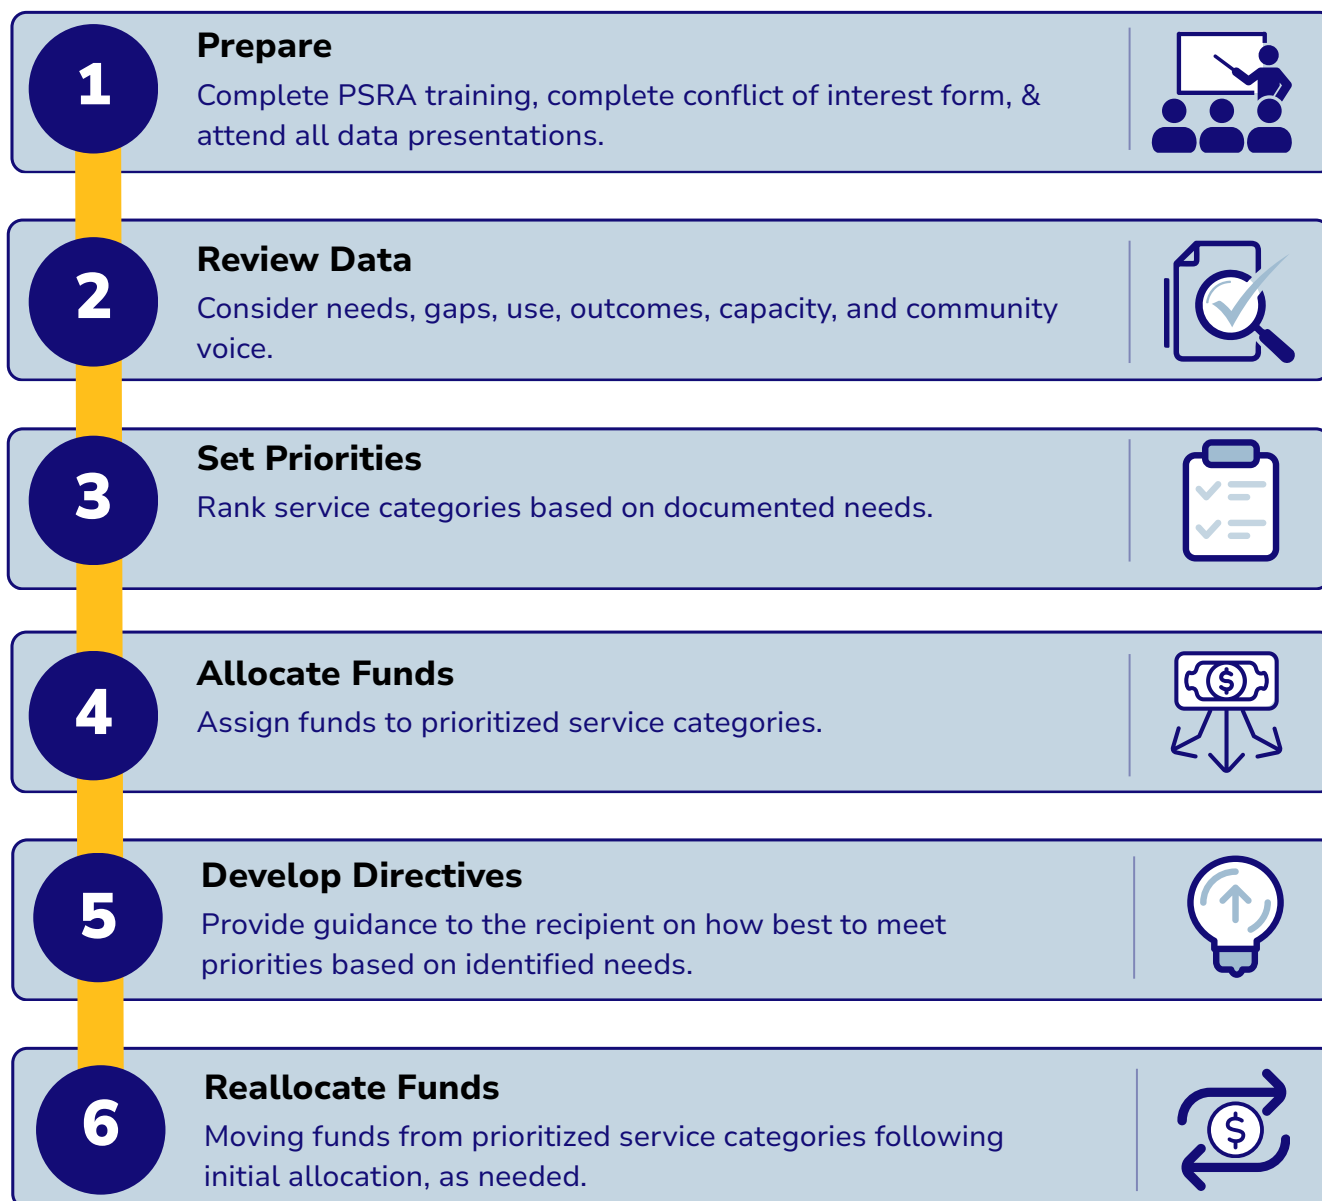 1
Prepare
Complete PSRA training, complete conflict of interest form, &
attend all data presentations.
2
Review Data
Consider needs, gaps, use, outcomes, capacity, and community
voice.
3
Set Priorities
Rank service categories based on documented needs.
4
Allocate Funds
$
Assign funds to prioritized service categories.
5
Develop Directives
Provide guidance to the recipient on how best to meet
priorities based on identified needs.
6
Reallocate Funds
$
Moving funds from prioritized service categories following
initial allocation, as needed.